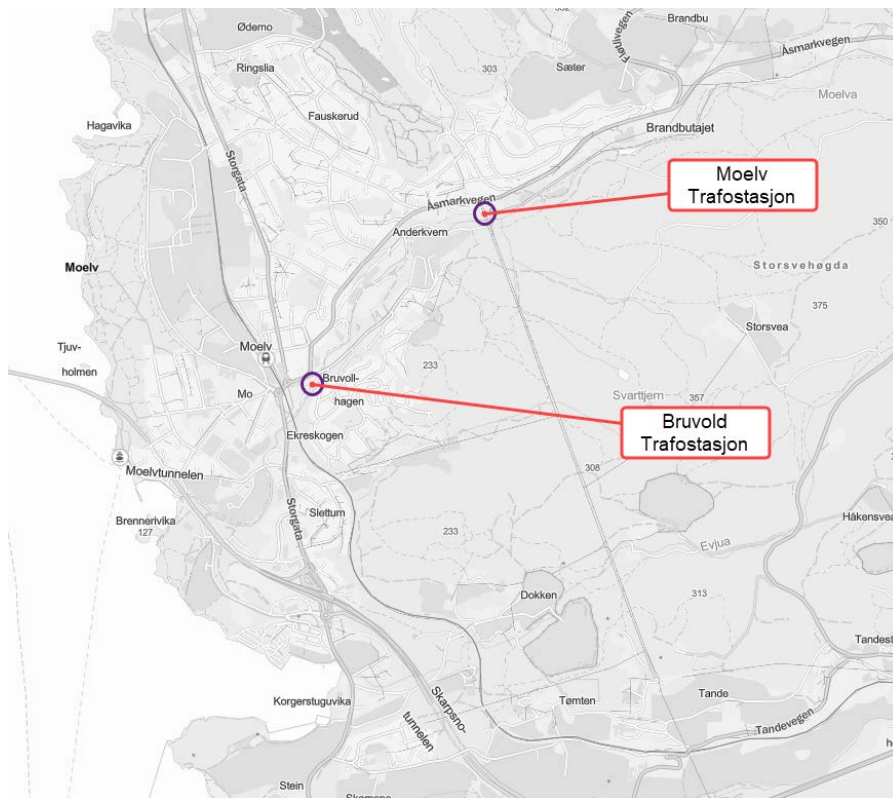 Ødemo
Ringslia
303
Sæter
Brandbu
Fløtlivegen
Åsmarkvegen
Moelva
Hagavika
Fauskerud
Storgata
Brandbutajet
Moelv
Trafostasjon
Åsmarkvegen
Anderkvern
350
Moelv
Storsvehøgda
375
Storsvea
Tjuv-
holmen
Moelv
233
Mo
Bruvoll-
hagen
Svarttjern
357
Bruvold
Trafostasjon
Ekreskogen
Moelvtunnelen
308
Storgata
Slettum
Brennerivika
127
233
Håkensvea
Evjua
313
Dokken
Tandest
Korgerstuguvika
Skarpsno-
tunnelen
Tømten
Tande
Tandevegen
Stein